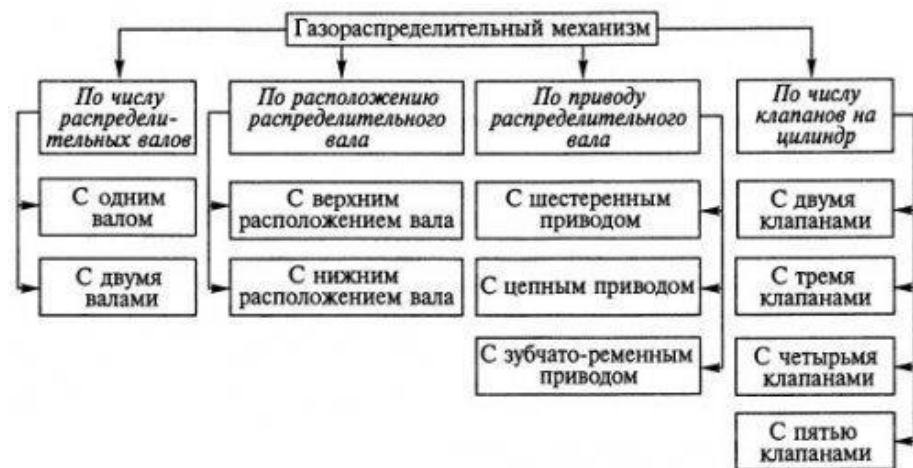 Газораспределительный механизм
По числу
распредели-
тельных валов
С одним
валом
С двумя
валами
По расположению
распределительного
вала
С верхним
расположением вала
С нижним
расположением вала
По приводу
распределительного
вала
С шестеренным
приводом
С цепным приводом
С зубчато-ременным
приводом
По числу
клапанов на
цилиндр
С двумя
клапанами
С тремя
клапанами
С четырьмя
клапанами
С пятью
клапанами